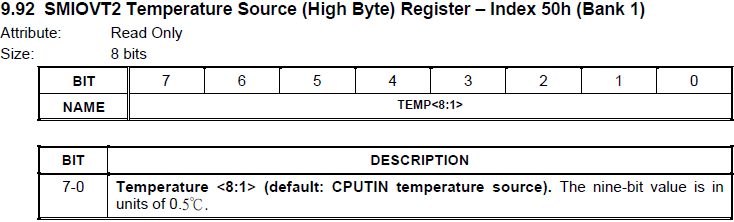 9.92 SMIOVT2 Temperature Source (High Byte) Register – Index 50h (Bank 1)
Attribute: Read Only
Size: 8 bits
BIT 7 6 5 4 3 2 1 0
NAME TEMP<8:1>
BIT DESCRIPTION
7-0 Temperature <8:1> (default: CPUTIN temperature source). The nine-bit value is in
units of 0.5℃.